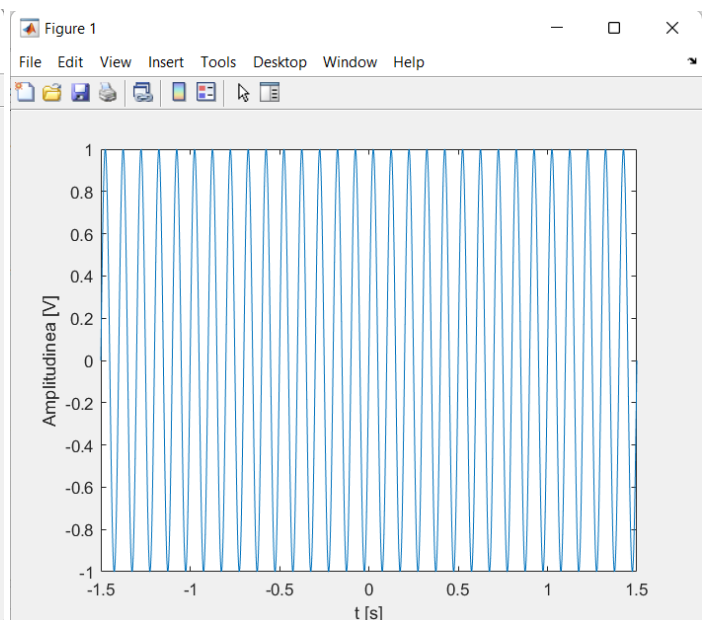 Figure 1
File Edit View Insert Tools Desktop Window Help
1
0.8
0.6
0.4
0.2
0
-0.2
-0.4
-0.6
-0.8
-1
Amplitudinea [V]
-1.5 -1 -0.5 0 0.5 1 1.5
t [s]